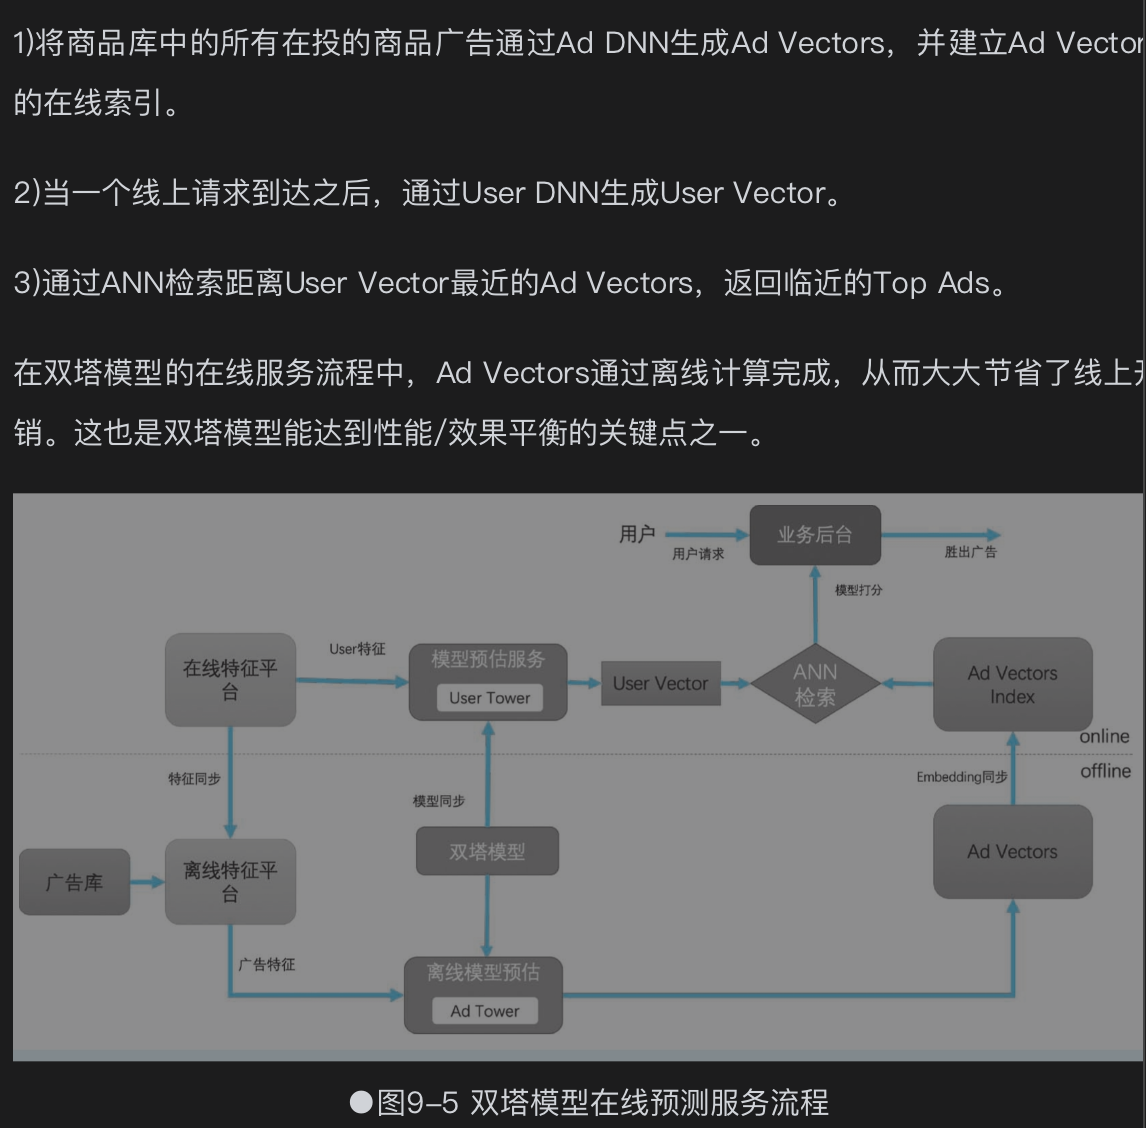 1)将商品库中的所有在投的商品广告通过Ad DNN生成Ad Vectors，并建立Ad Vector
的在线索引。
2)当一个线上请求到达之后，通过User DNN生成User Vector。
3)通过ANN检索距离User Vector最近的Ad Vectors，返回临近的Top Ads。
在双塔模型的在线服务流程中，Ad Vectors通过离线计算完成，从而大大节省了线上
销。这也是双塔模型能达到性能/效果平衡的关键点之一。
用户
用户请求
业务后台
胜出广告
模型打分
在线特征平
台
User特征
模型预估服务
User Tower
User Vector
ANN
检索
Ad Vectors
Index
online
offline
特征同步
模型同步
Embedding同步
广告库
离线特征平
台
双塔模型
Ad Vectors
广告特征
离线模型预估
Ad Tower
●图9-5 双塔模型在线预测服务流程